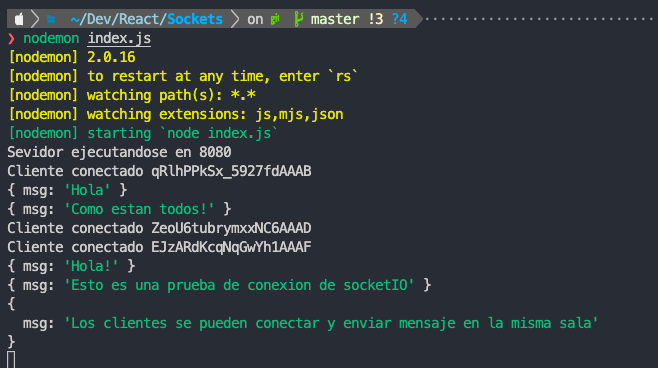 ~/Dev/React/Sockets on master !3 ?4
❯ nodemon index.js
[nodemon] 2.0.16
[nodemon] to restart at any time, enter `rs`
[nodemon] watching path(s): *.*
[nodemon] watching extensions: js,mjs,json
[nodemon] starting `node index.js`
Sevidor ejecutandose en 8080
Cliente conectado qRlhPPkSx_5927fdAAAB
{ msg: 'Hola' }
{ msg: 'Como estan todos!' }
Cliente conectado ZeoU6tubrymxxNC6AAAD
Cliente conectado EJzARdKcqNqGwYh1AAAF
{ msg: 'Hola!' }
{ msg: 'Esto es una prueba de conexion de socketIO' }
{
  msg: 'Los clientes se pueden conectar y enviar mensaje en la misma sala'
}